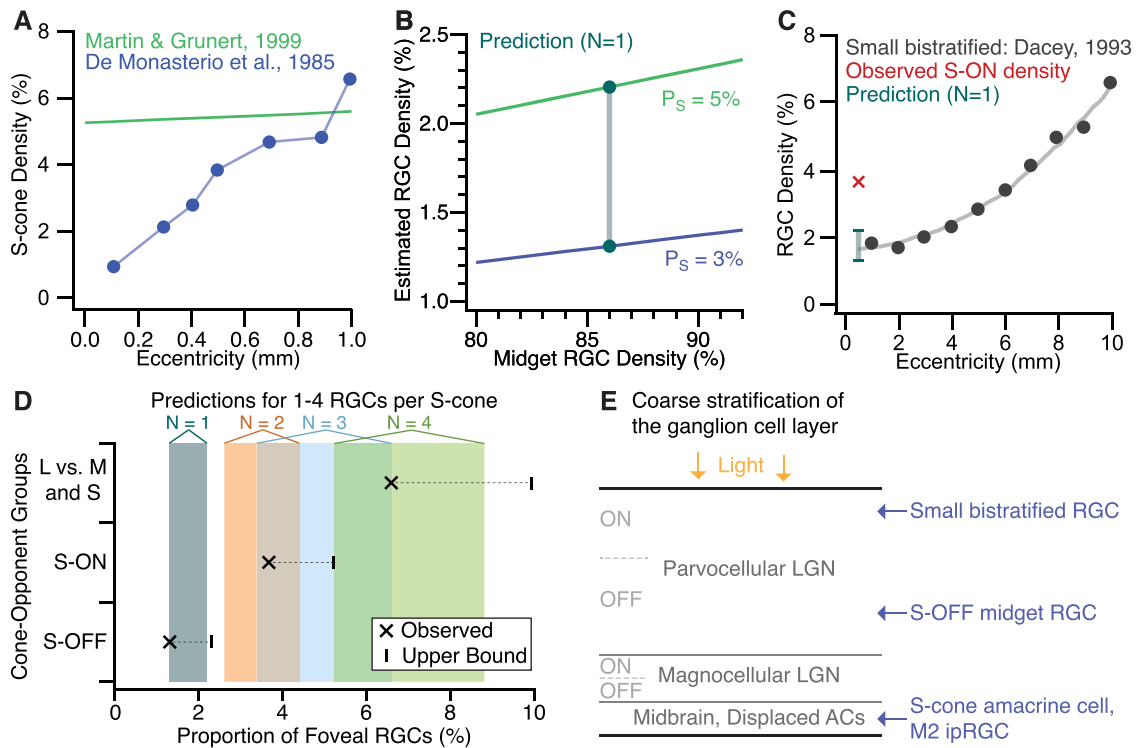 A
Martin & Grunert, 1999
De Monasterio et al., 1985
S-cone Density (%)
8
6
4
2
0
0.0 0.2 0.4 0.6 0.8 1.0
Eccentricity (mm)
B
Prediction (N=1)
Estimated RGC Density (%)
2.5
2.0
1.5
1.0
P_S = 5%
P_S = 3%
80 90
Midget RGC Density (%)
C
Small bistratified: Dacey, 1993
Observed S-ON density
Prediction (N=1)
RGC Density (%)
8
6
4
2
0
0 2 4 6 8 10
Eccentricity (mm)
D
Predictions for 1-4 RGCs per S-cone
N = 1 N = 2 N = 3 N = 4
Cone-Opponent Groups
L vs. M
and S
S-ON
S-OFF
Observed
Upper Bound
0 2 4 6 8 10
Proportion of Foveal RGCs (%)
E
Coarse stratification of
the ganglion cell layer
Light
ON
Small bistratified RGC
Parvocellular LGN
OFF
S-OFF midget RGC
ON
Magnocellular LGN
OFF
Midbrain, Displaced ACs
S-cone amacrine cell,
M2 ipRGC